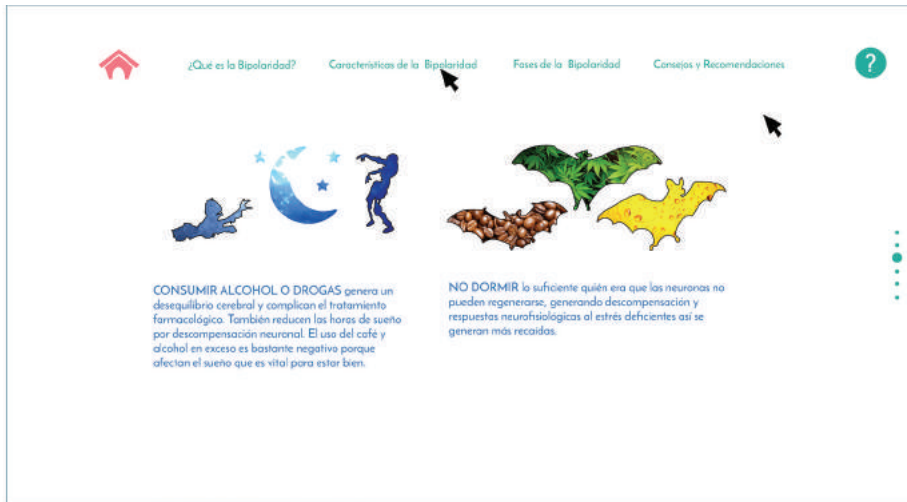 ¿Qué es la Bipolaridad?
Características de la Bipolaridad
Fases de la Bipolaridad
Consejos y Recomendaciones
?
CONSUMIR ALCOHOL O DROGAS genera un
desequilibrio cerebral y complican el tratamiento
farmacológico. También reducen las horas de sueño
por descompensación neuronal. El uso del café y
alcohol en exceso es bastante negativo porque
afectan el sueño que es vital para estar bien.
NO DORMIR lo suficiente quién era que las neuronas no
pueden regenerarse, generando descompensación y
respuestas neurofisiológicas al estrés deficientes así se
generan más recaídas.